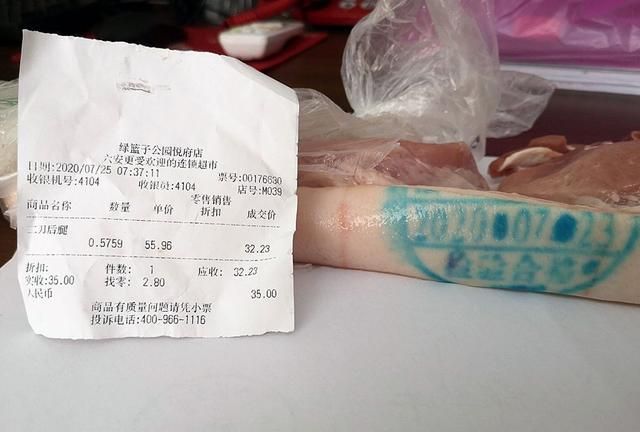 绿篮子公园悦府店
六安更受欢迎的连锁超市
日期:2020/07/25 07:37:11 票号:00176830
收银机号:4104 收银员:4104 店号:M039
商品名称 数量 单价 零售销售折扣 成交价
二刀后腿
0.5759 55.96 32.23
折扣: 件数: 1 应收: 32.23
实收:35.00 找零: 2.80
人民币 35.00
商品有质量问题请凭小票
投诉电话:400-966-1116
2020 07 23